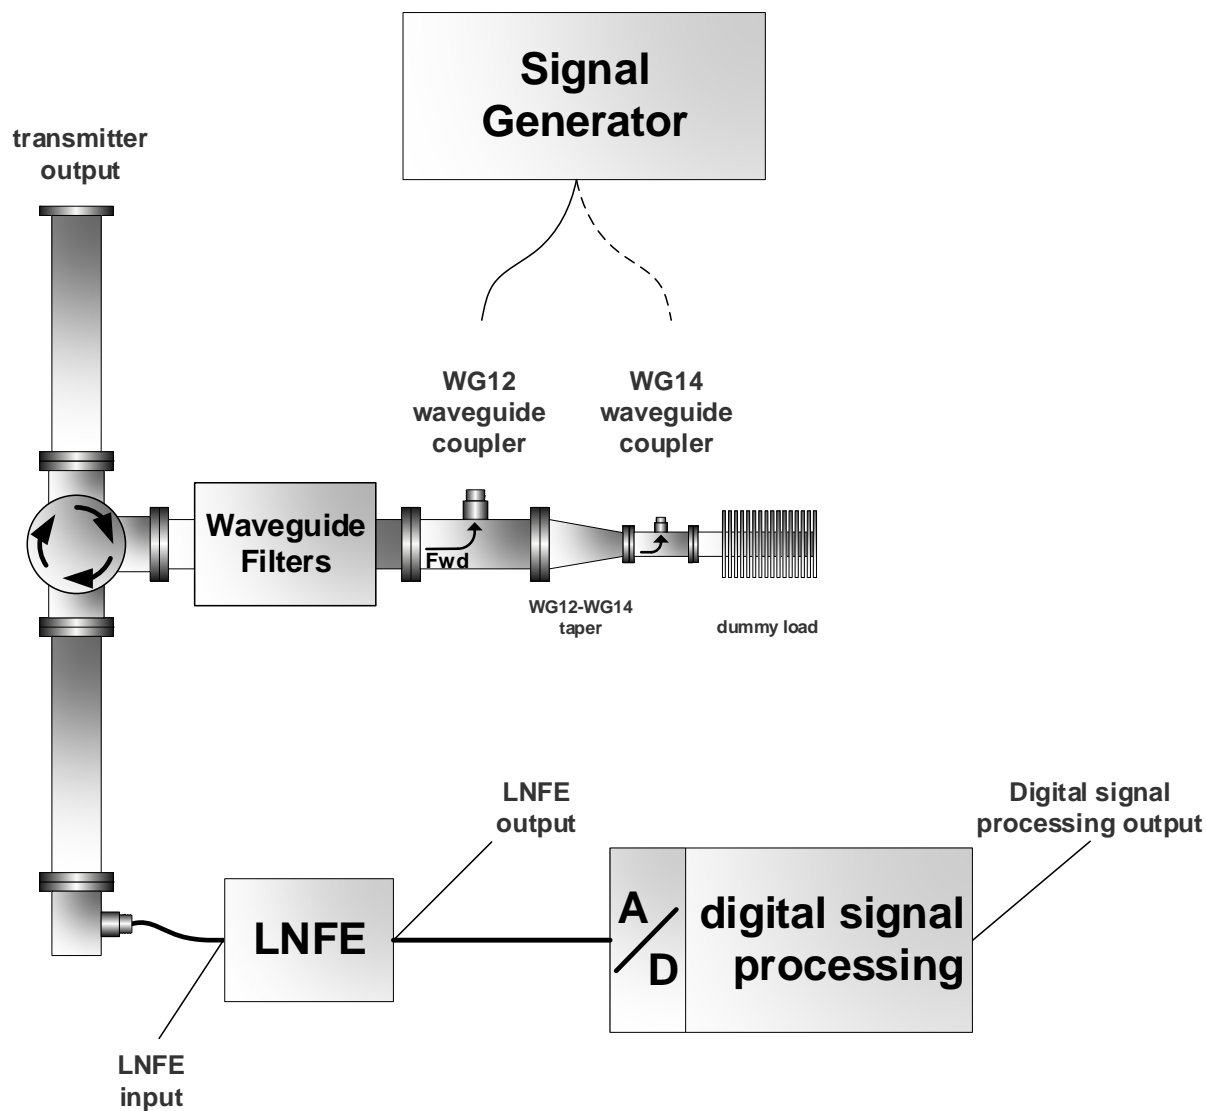 Signal
Generator
transmitter
output
WG12
waveguide
coupler
WG14
waveguide
coupler
Waveguide
Filters
Fwd
WG12-WG14
taper
dummy load
LNFE
output
Digital signal
processing output
LNFE
A
D
digital signal
processing
LNFE
input